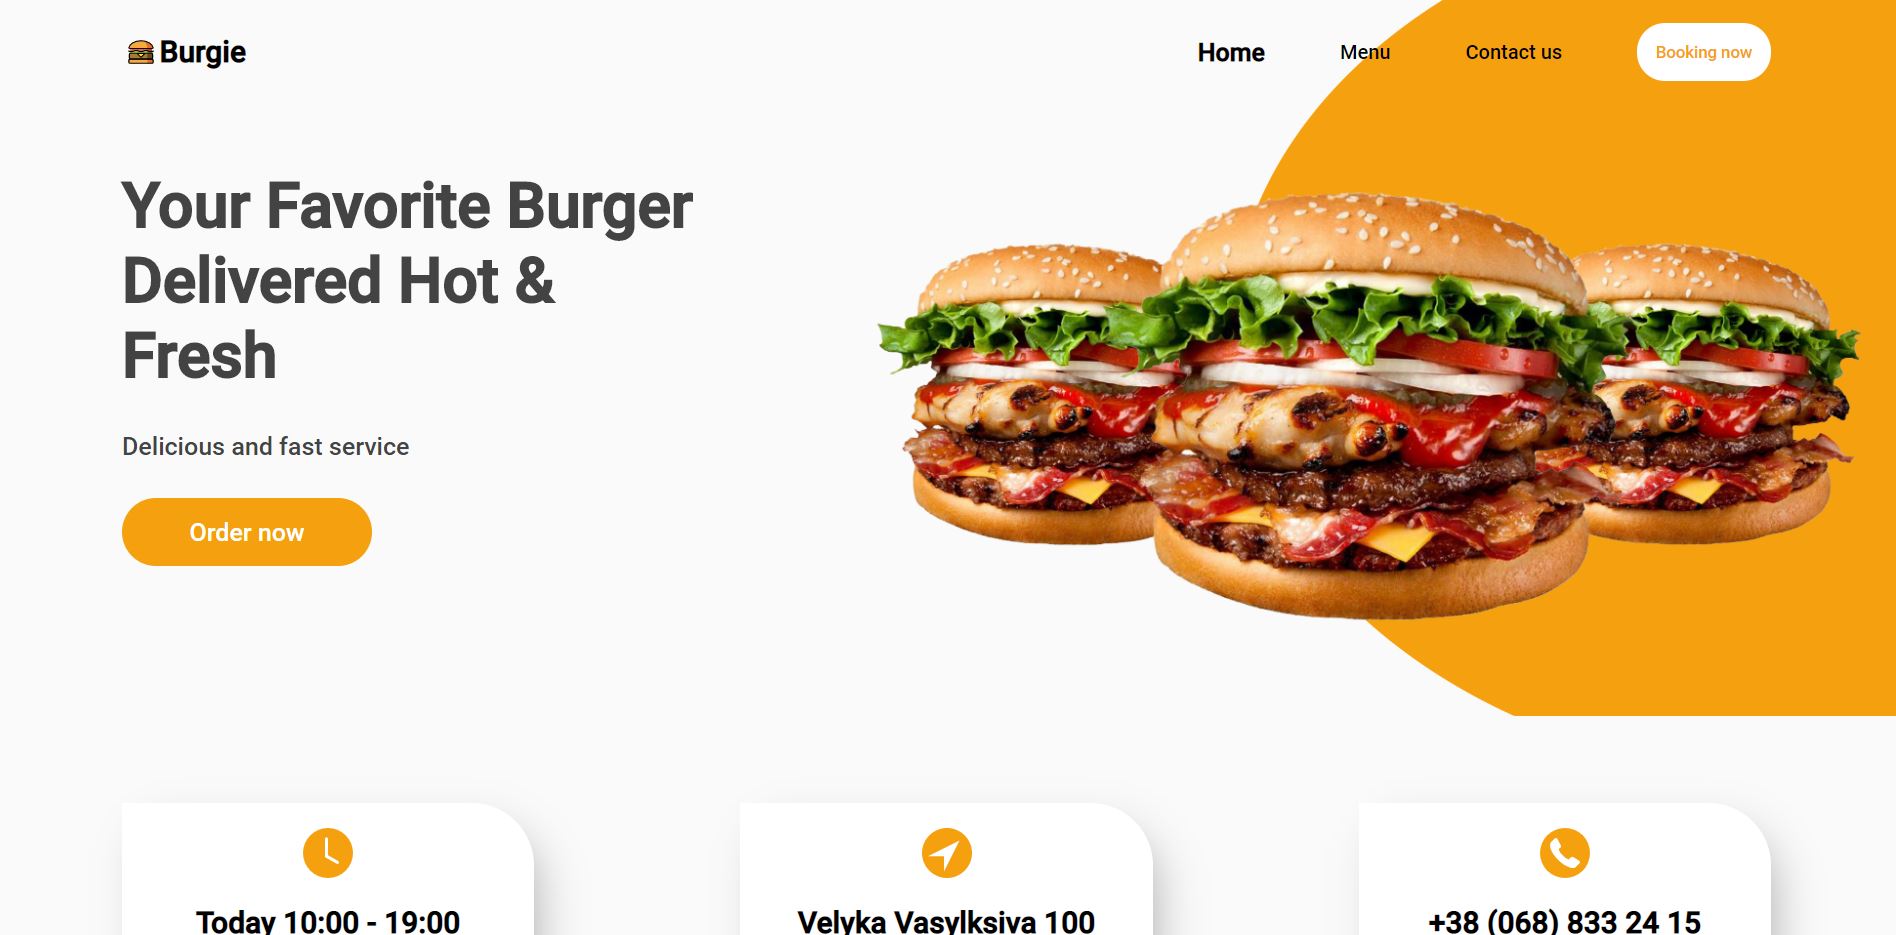 Burgie
Home
Menu
Contact us
Booking now
Your Favorite Burger
Delivered Hot &
Fresh
Delicious and fast service
Order now
Today 10:00 - 19:00
Velyka Vasylksiva 100
+38 (068) 833 24 15